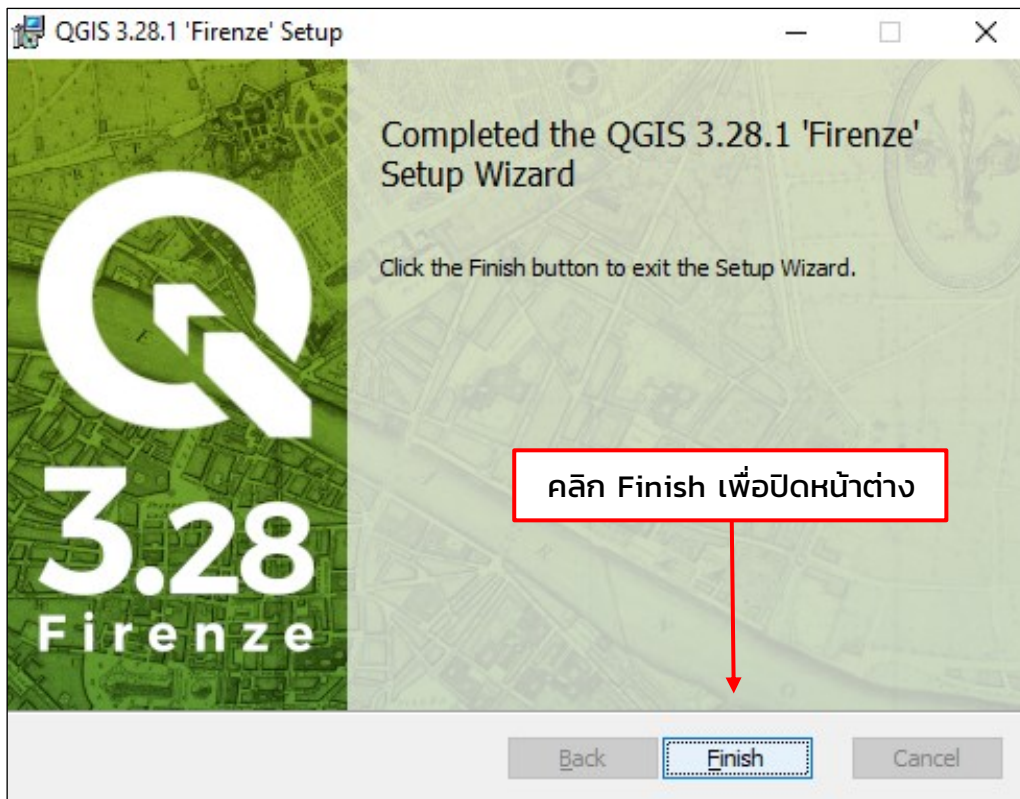 QGIS 3.28.1 'Firenze' Setup
Completed the QGIS 3.28.1 'Firenze'
Setup Wizard
Click the Finish button to exit the Setup Wizard.
คลิก Finish เพื่อปิดหน้าต่าง
3.28
Firenze
Back
Finish
Cancel